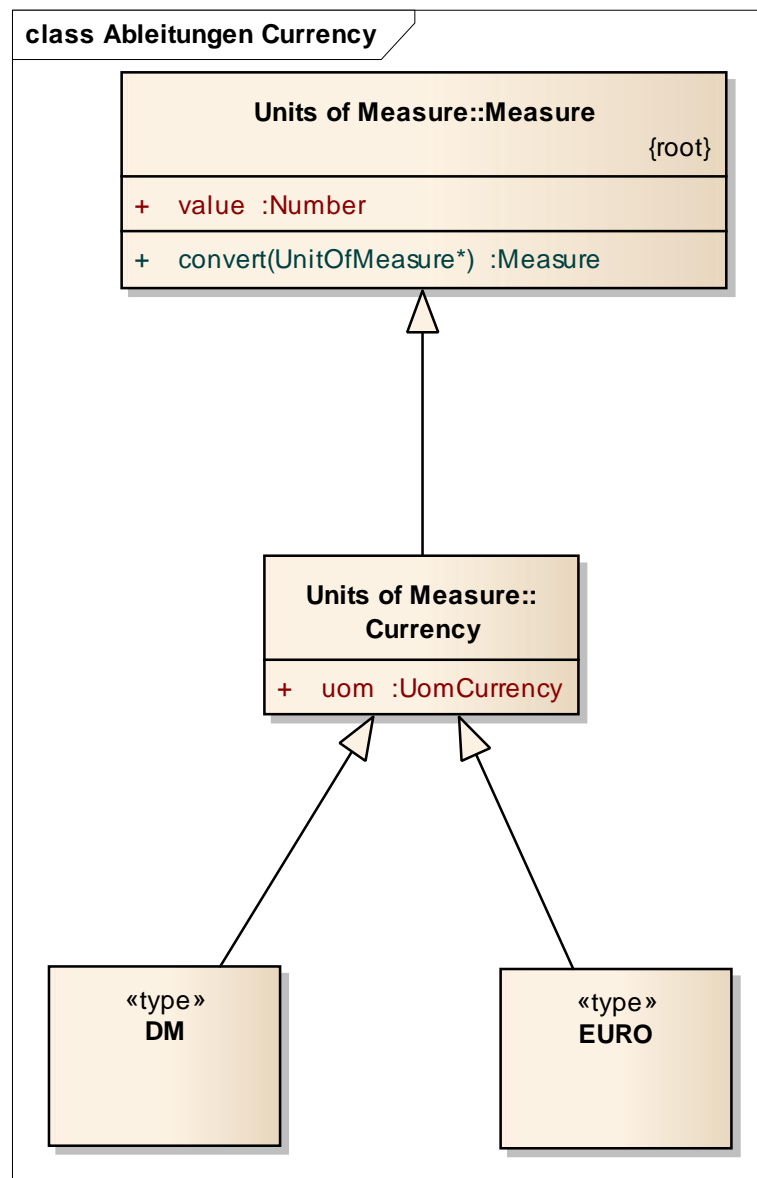 class Ableitungen Currency
Units of Measure::Measure
{root}
+ value :Number
+ convert(UnitOfMeasure*) :Measure
Units of Measure::
Currency
+ uom :UomCurrency
«type»
DM
«type»
EURO